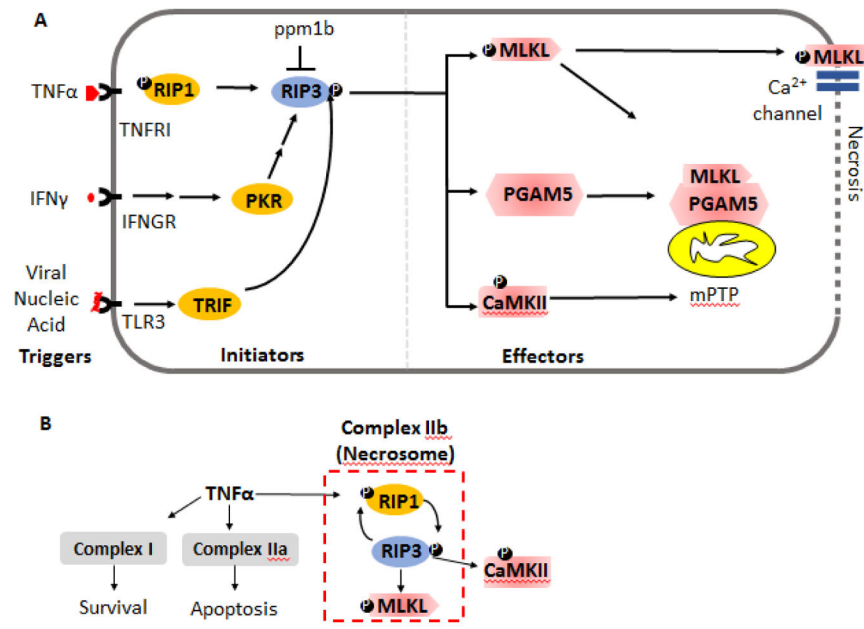 A
ppm1b
TNFα
P RIP1
RIP3 P
TNFRI
P MLKL
P MLKL
Ca2+
channel
Necrosis
IFNγ
IFNGR
PKR
PGAM5
MLKL
PGAM5
mPTP
Viral
Nucleic
Acid
TLR3
TRIF
P
CaMKII
Triggers
Initiators
Effectors
B
Complex IIb
(Necrosome)
TNFα
P RIP1
RIP3 P
P
CaMKII
P MLKL
Complex I
Complex IIa
Survival
Apoptosis